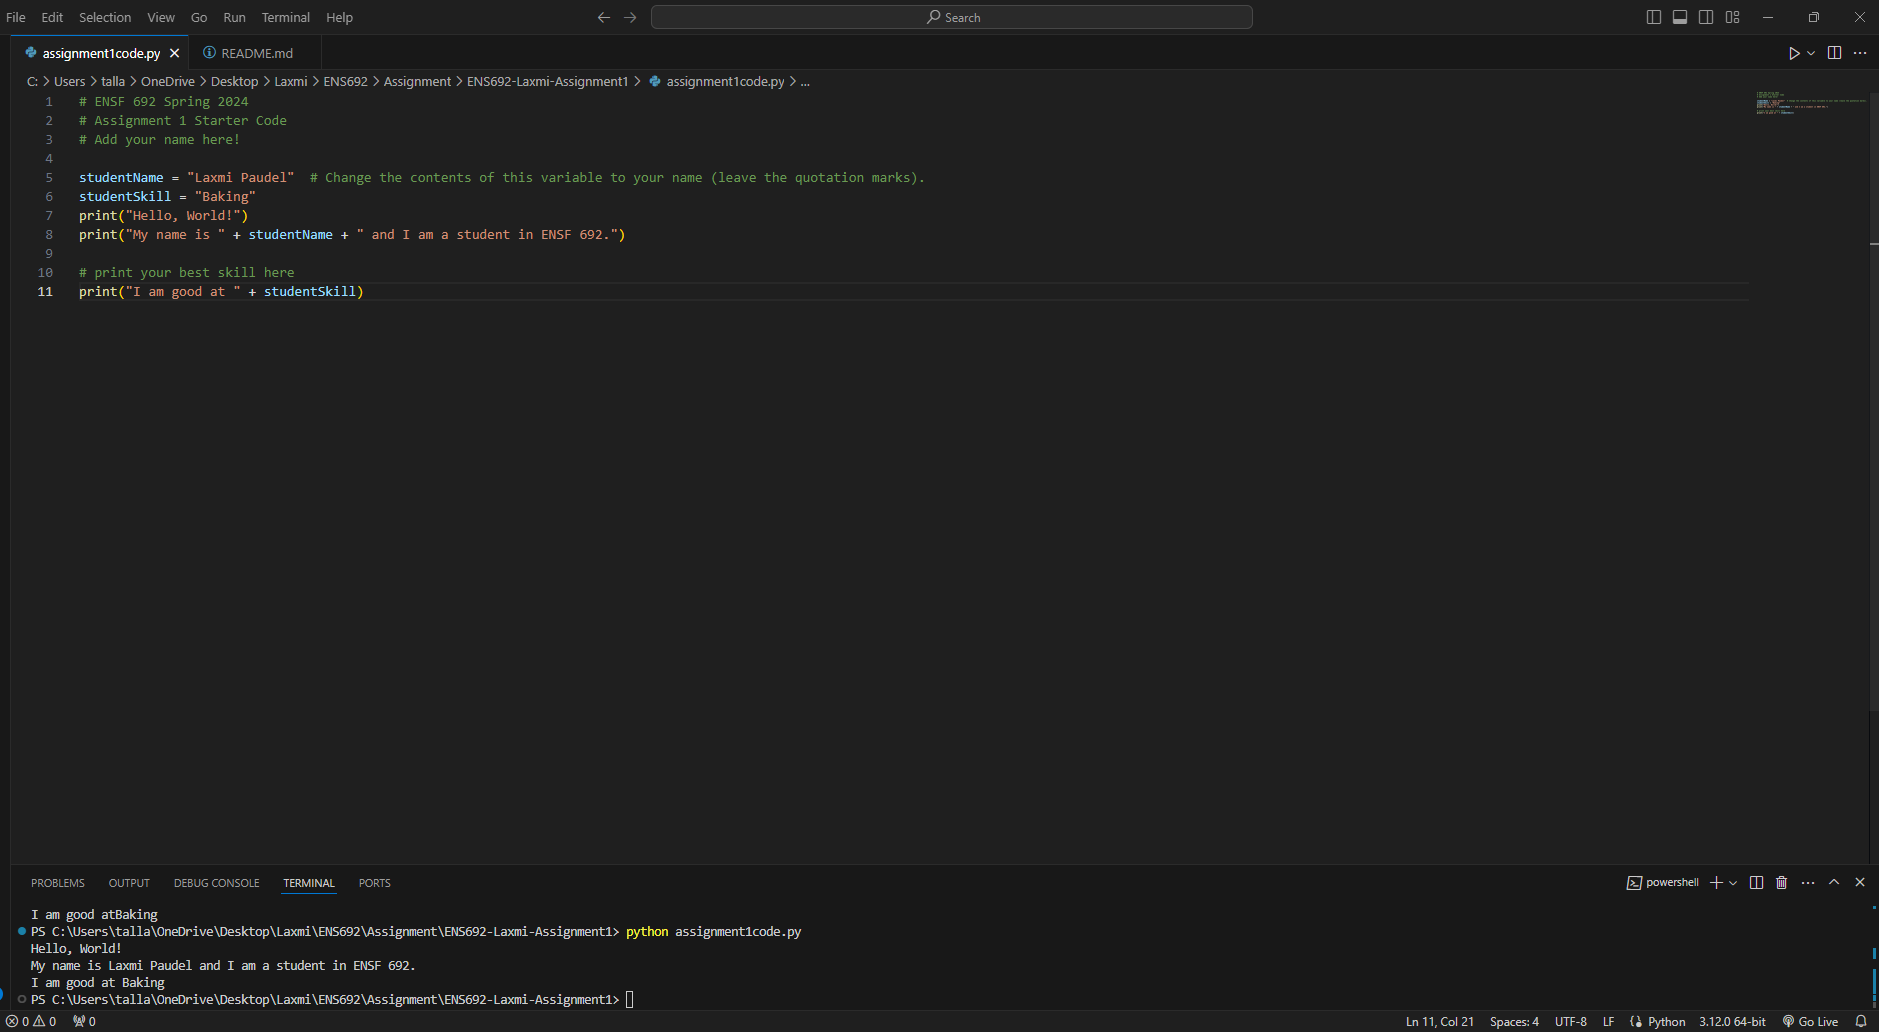 File Edit Selection View Go Run Terminal Help Search
assignment1code.py README.md
C: > Users > talla > OneDrive > Desktop > Laxmi > ENS692 > Assignment > ENS692-Laxmi-Assignment1 > assignment1code.py > ...
1 # ENSF 692 Spring 2024
2 # Assignment 1 Starter Code
3 # Add your name here!
4
5 studentName = "Laxmi Paudel"  # Change the contents of this variable to your name (leave the quotation marks).
6 studentSkill = "Baking"
7 print("Hello, World!")
8 print("My name is " + studentName + " and I am a student in ENSF 692.")
9
10 # print your best skill here
11 print("I am good at " + studentSkill)
PROBLEMS OUTPUT DEBUG CONSOLE TERMINAL PORTS powershell
I am good atBaking
PS C:\Users\talla\OneDrive\Desktop\Laxmi\ENS692\Assignment\ENS692-Laxmi-Assignment1> python assignment1code.py
Hello, World!
My name is Laxmi Paudel and I am a student in ENSF 692.
I am good at Baking
PS C:\Users\talla\OneDrive\Desktop\Laxmi\ENS692\Assignment\ENS692-Laxmi-Assignment1>
0 0 0 Ln 11, Col 21 Spaces: 4 UTF-8 LF Python 3.12.0 64-bit Go Live